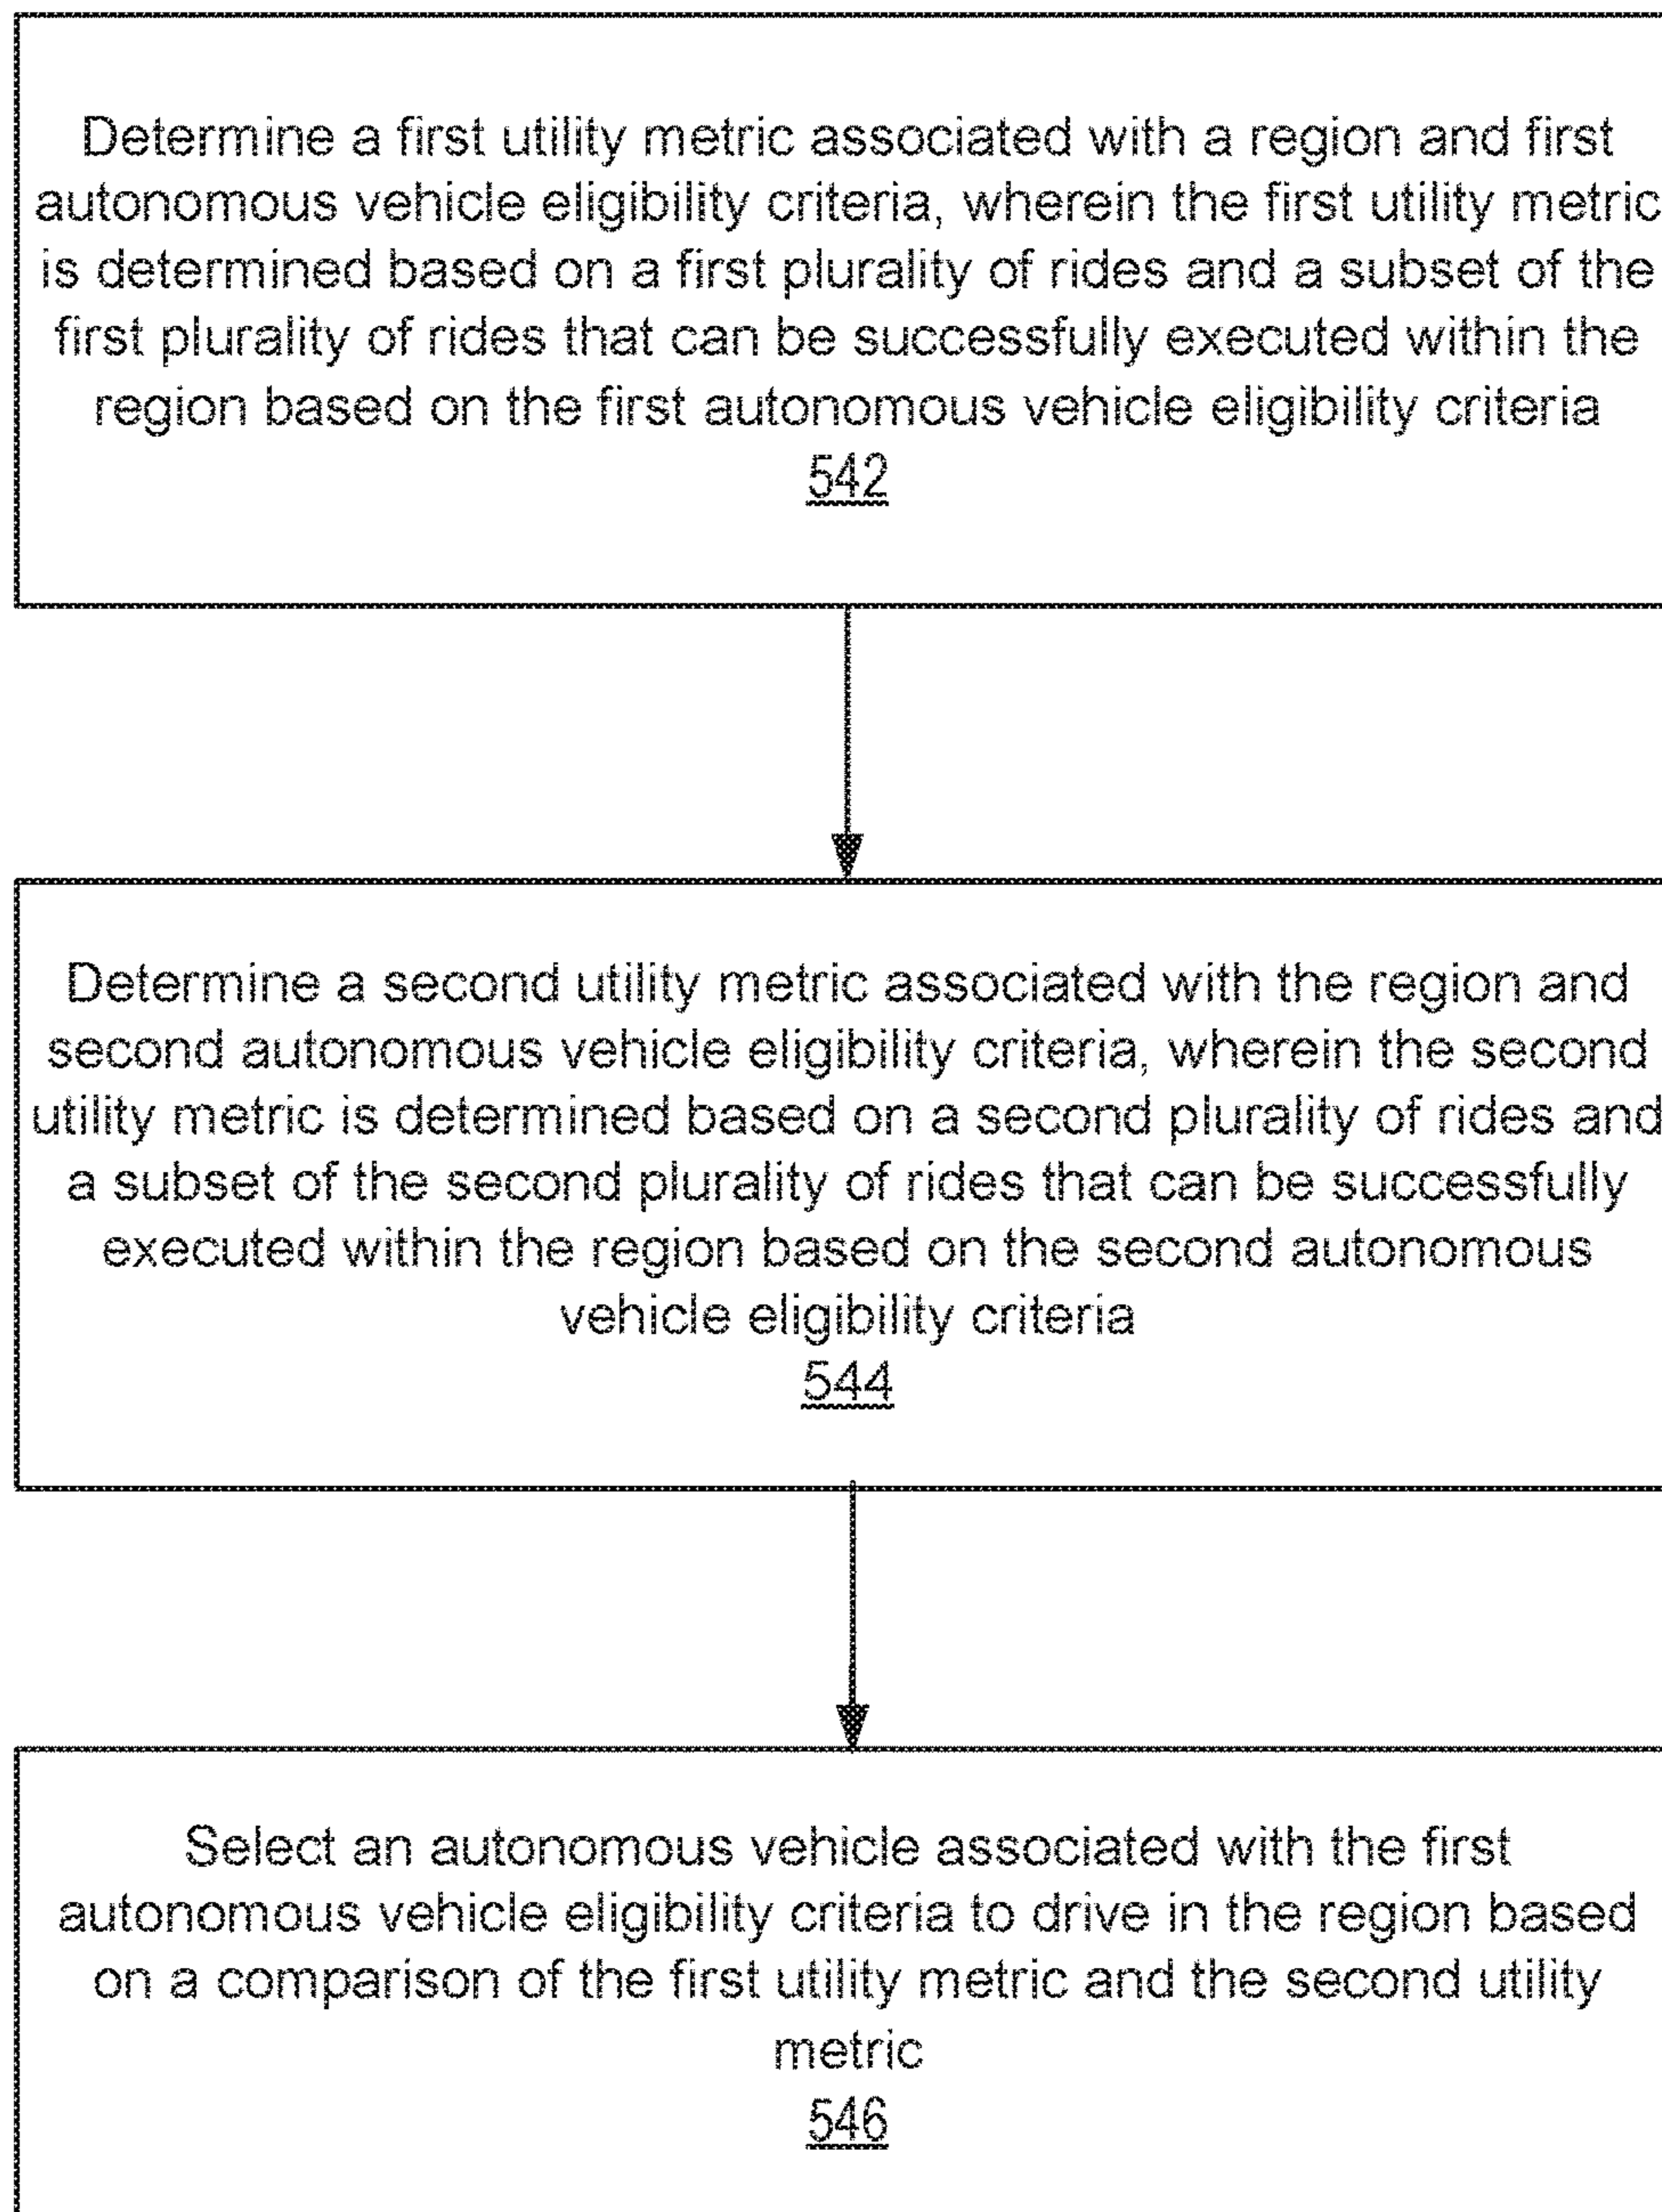 Determine a first utility metric associated with a region and first
autonomous vehicle eligibility criteria, wherein the first utility metric
is determined based on a first plurality of rides and a subset of the
first plurality of rides that can be successfully executed within the
region based on the first autonomous vehicle eligibility criteria
542
Determine a second utility metric associated with the region and
second autonomous vehicle eligibility criteria, wherein the second
utility metric is determined based on a second plurality of rides and
a subset of the second plurality of rides that can be successfully
executed within the region based on the second autonomous
vehicle eligibility criteria
544
Select an autonomous vehicle associated with the first
autonomous vehicle eligibility criteria to drive in the region based
on a comparison of the first utility metric and the second utility
metric
546